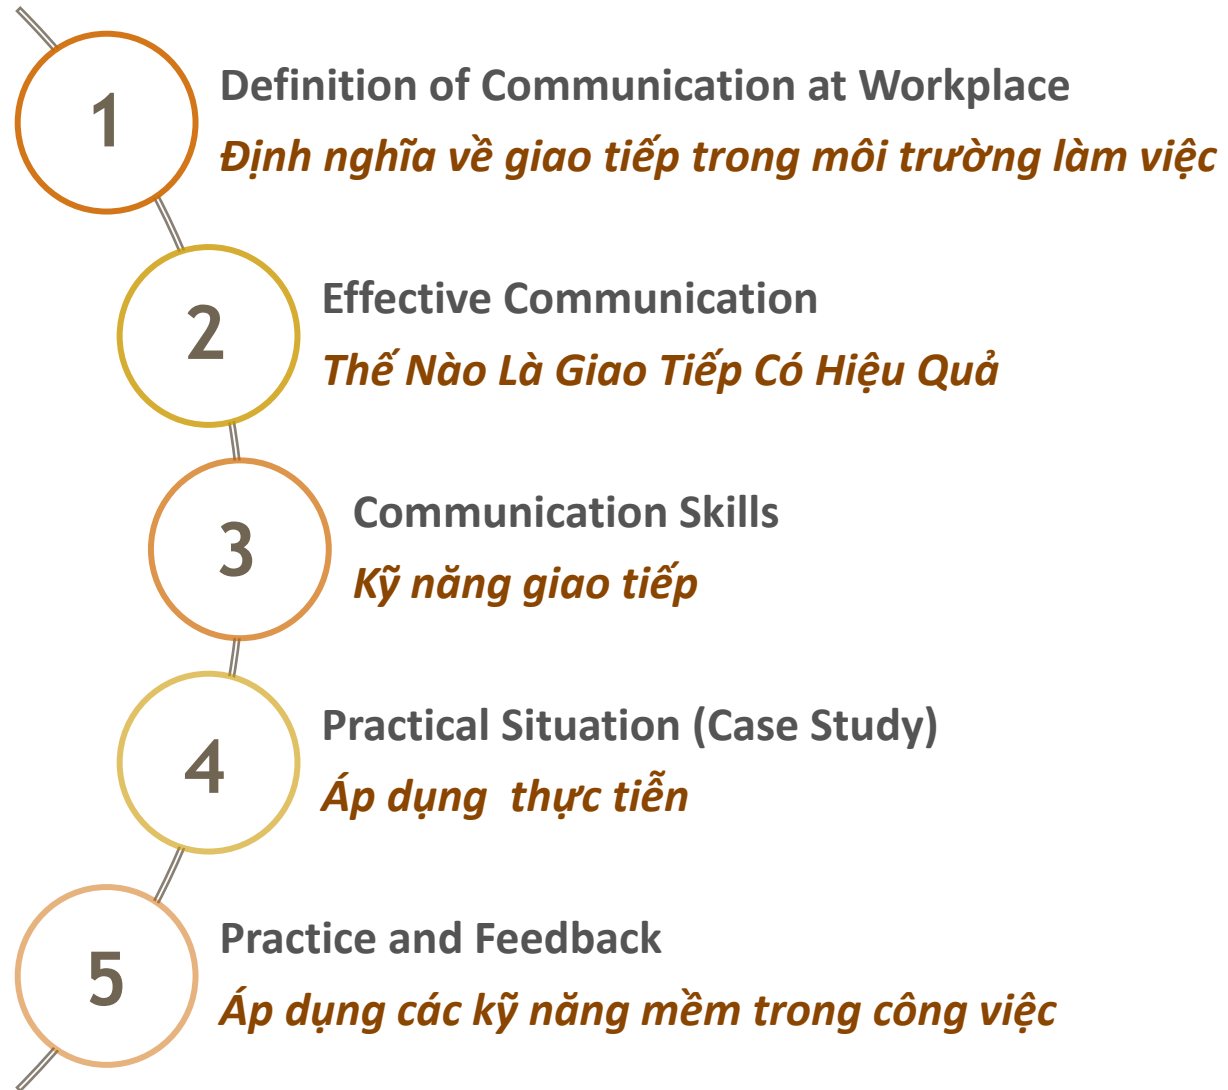 1
Definition of Communication at Workplace
Định nghĩa về giao tiếp trong môi trường làm việc
2
Effective Communication
Thế Nào Là Giao Tiếp Có Hiệu Quả
3
Communication Skills
Kỹ năng giao tiếp
4
Practical Situation (Case Study)
Áp dụng  thực tiễn
5
Practice and Feedback
Áp dụng các kỹ năng mềm trong công việc